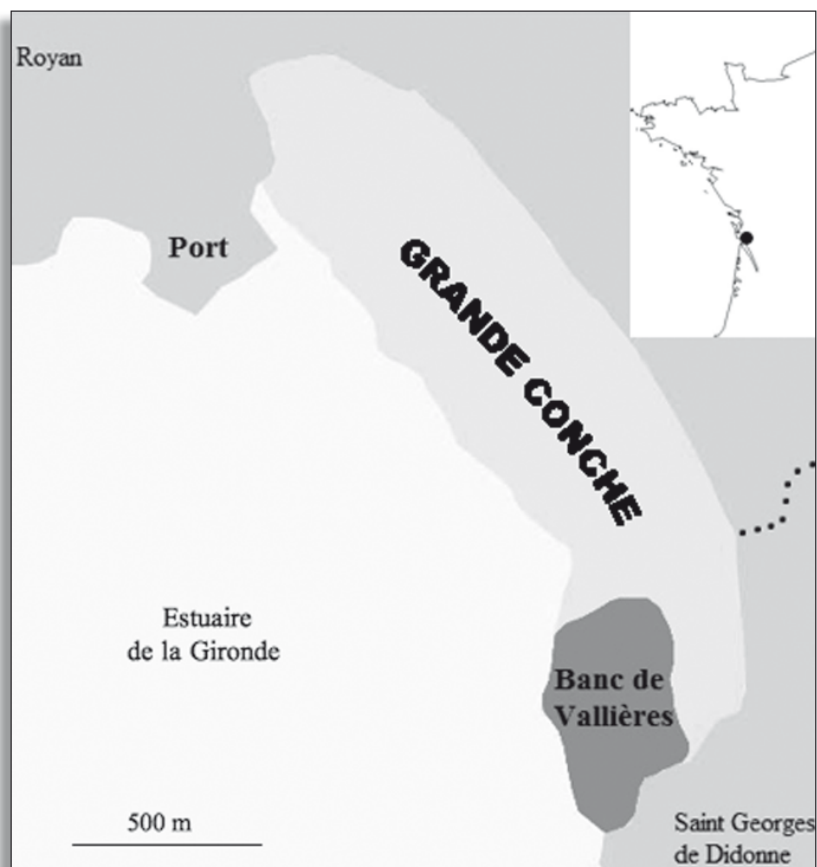 Royan
Port
GRANDE CONCHE
Estuaire
de la Gironde
Banc de
Vallières
500 m
Saint Georges
de Didonne